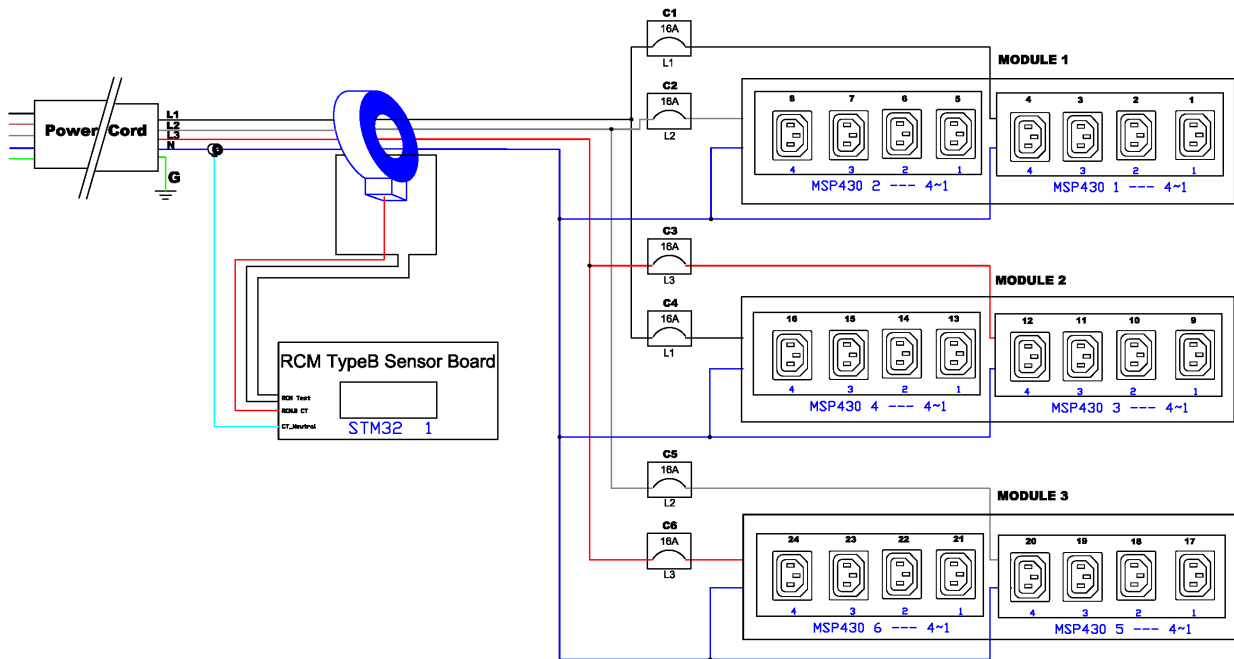 Power Cord
L1
L2
L3
N
G
C1
16A
L1
C2
16A
L2
MODULE 1
8 7 6 5
4 3 2 1
MSP430 2 --- 4~1
4 3 2 1
4 3 2 1
MSP430 1 --- 4~1
C3
16A
L3
C4
16A
L1
MODULE 2
16 15 14 13
4 3 2 1
MSP430 4 --- 4~1
12 11 10 9
4 3 2 1
MSP430 3 --- 4~1
RCM TypeB Sensor Board
RCM Test
RCM.B CT
CT_Neutral
STM32 1
C5
16A
L2
C6
16A
L3
MODULE 3
24 23 22 21
4 3 2 1
MSP430 6 --- 4~1
20 19 18 17
4 3 2 1
MSP430 5 --- 4~1